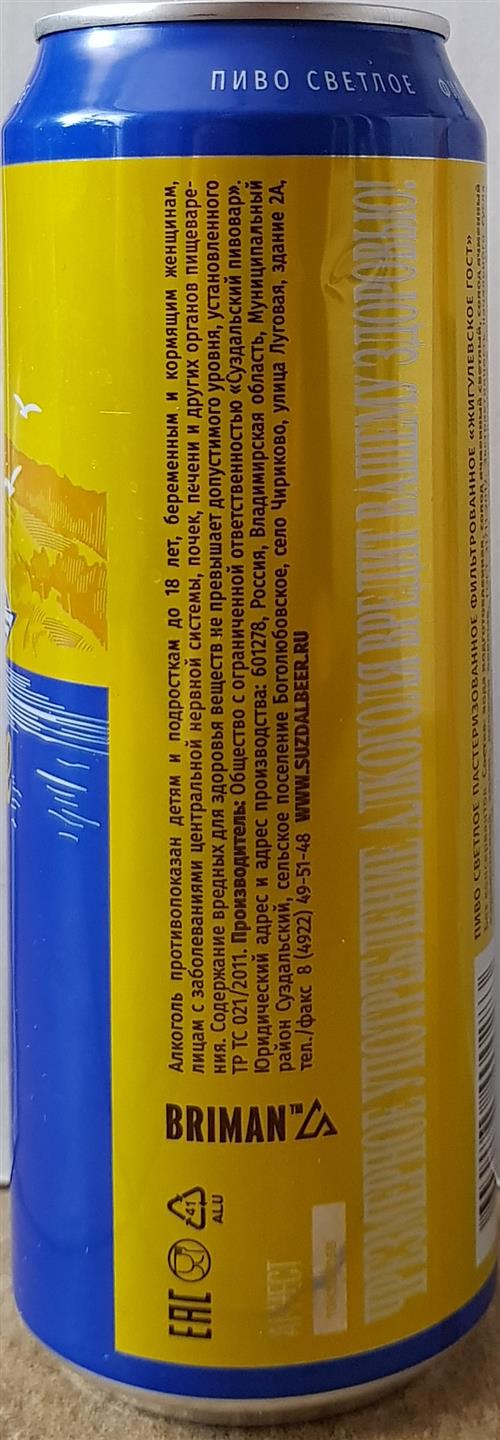 ПИВО СВЕТЛОЕ
Алкоголь противопоказан детям и подросткам до 18 лет, беременным и кормящим женщинам,
лицам с заболеваниями центральной нервной системы, почек, печени и других органов пищеваре-
ния. Содержание вредных для здоровья веществ не превышает допустимого уровня, установленного
ТР ТС 021/2011. Производитель: Общество с ограниченной ответственностью «Суздальский пивовар».
Юридический адрес и адрес производства: 601278, Россия, Владимирская область, Муниципальный
район Суздальский, сельское поселение Боголюбовское, село Чириково, улица Луговая, здание 2А,
тел./факс 8 (4922) 49-51-48 WWW.SUZDALBEER.RU
BRIMAN™
41
ALU
ЕАС
ЧРЕЗМЕРНОЕ УПОТРЕБЛЕНИЕ АЛКОГОЛЯ ВРЕДИТ ВАШЕМУ ЗДОРОВЬЮ!
ПИВО СВЕТЛОЕ ПАСТЕРИЗОВАННОЕ ФИЛЬТРОВАННОЕ «ЖИГУЛЕВСКОЕ ГОСТ»